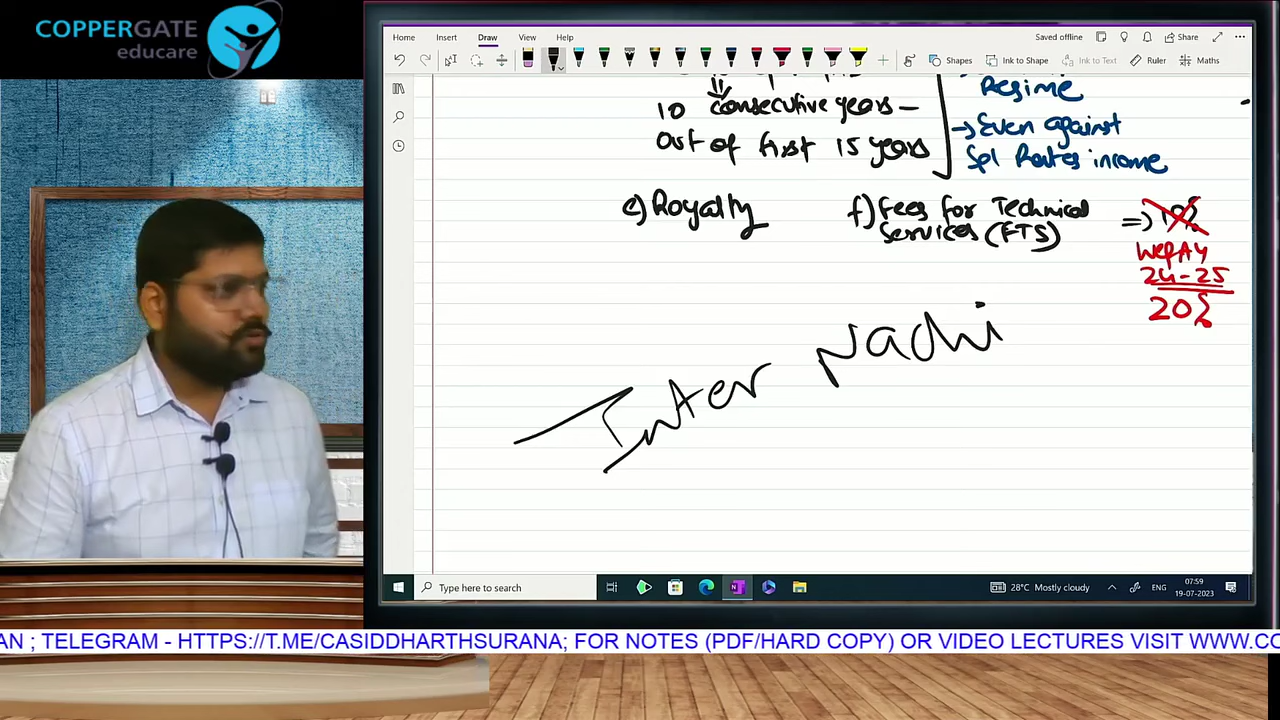 COPPERGATE
educare
Home Insert Draw View Help
Saved offline
Share
Shapes
Ink to Shape
Ink to Text
Ruler
Maths
10 consecutive years –
out of first 15 years
Regime
→ Even against
Spl Rates income
e) Royalty
f) Fees for Technical
Services (FTS)
⇒ 10%
wef AY
24-25
20%
Inter Nadhi
Type here to search
28°C Mostly cloudy
ENG
07:59
19-07-2023
AN ; TELEGRAM - HTTPS://T.ME/CASIDDHARTHSURANA; FOR NOTES (PDF/HARD COPY) OR VIDEO LECTURES VISIT WWW.CO